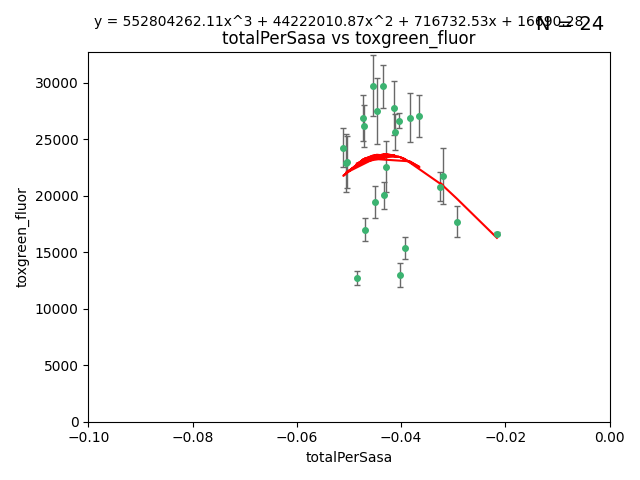 y = 552804262.11x^3 + 44222010.87x^2 + 716732.53x + 16690.28
N = 24
totalPerSasa vs toxgreen_fluor
toxgreen_fluor
30000
25000
20000
15000
10000
5000
0
−0.10
−0.08
−0.06
−0.04
−0.02
0.00
totalPerSasa